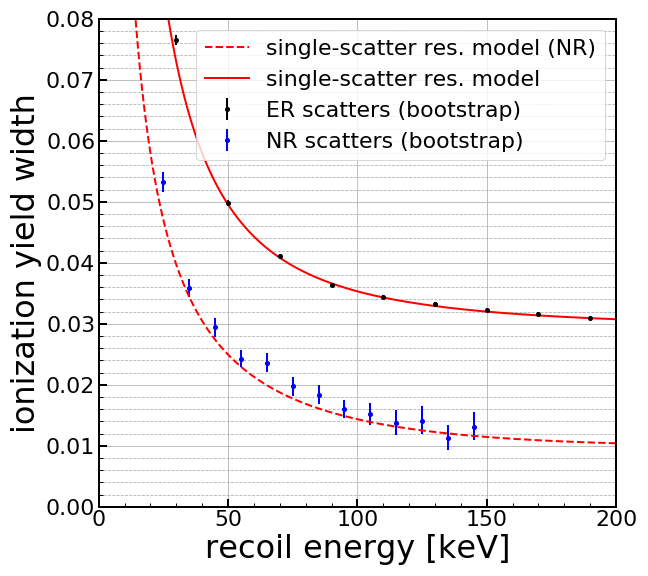 0.08
0.07
0.06
0.05
0.04
0.03
0.02
0.01
0.00
ionization yield width
single-scatter res. model (NR)
single-scatter res. model
ER scatters (bootstrap)
NR scatters (bootstrap)
0 50 100 150 200
recoil energy [keV]